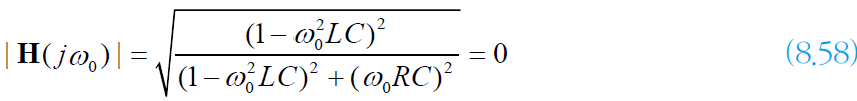 |𝐇(jω₀)| = √((1−ω₀²LC)² / ((1−ω₀²LC)² + (ω₀RC)²)) = 0 (8.58)